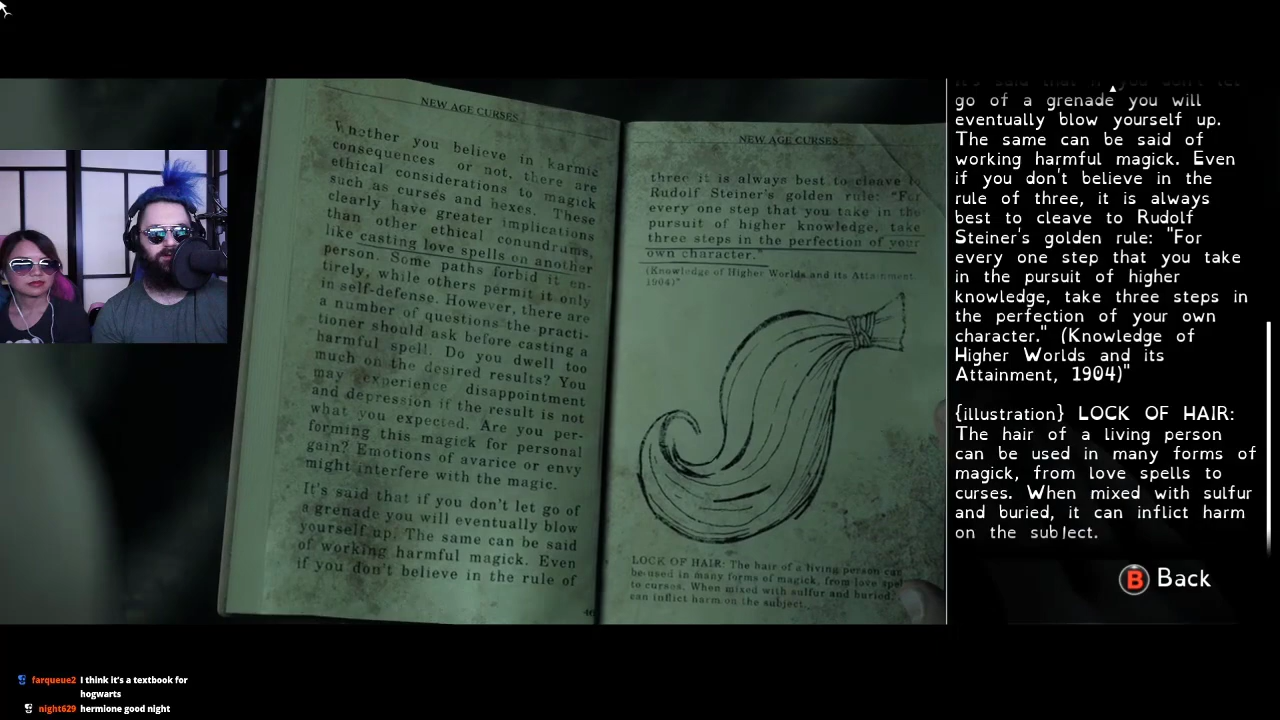 NEW AGE CURSES
Whether you believe in karmic
consequences or not, there are
ethical considerations to magick
such as curses and hexes. These
clearly have greater implications
than other ethical conundrums,
like casting love spells on another
person. Some paths forbid it en-
tirely, while others permit it only
in self-defense. However, there are
a number of questions the practi-
tioner should ask before casting a
harmful spell. Do you dwell too
much on the desired results? You
may experience disappointment
and depression if the result is not
what you expected. Are you per-
forming this magick for personal
gain? Emotions of avarice or envy
might interfere with the magic.
It's said that if you don't let go of
a grenade you will eventually blow
yourself up. The same can be said
of working harmful magick. Even
if you don't believe in the rule of
46
NEW AGE CURSES
three it is always best to cleave to
Rudolf Steiner's golden rule: "For
every one step that you take in the
pursuit of higher knowledge, take
three steps in the perfection of your
own character."
(Knowledge of Higher Worlds and its Attainment
1904)"
LOCK OF HAIR: The hair of a living person can
be used in many forms of magick, from love spel
to curses. When mixed with sulfur and buried,
can inflict harm on the subject.
It's said that if you don't let
go of a grenade you will
eventually blow yourself up.
The same can be said of
working harmful magick. Even
if you don't believe in the
rule of three, it is always
best to cleave to Rudolf
Steiner's golden rule: "For
every one step that you take
in the pursuit of higher
knowledge, take three steps in
the perfection of your own
character." (Knowledge of
Higher Worlds and its
Attainment, 1904)"
{illustration} LOCK OF HAIR:
The hair of a living person
can be used in many forms of
magick, from love spells to
curses. When mixed with sulfur
and buried, it can inflict harm
on the subject.
B Back
farqueue2 I think it's a textbook for
hogwarts
night629 hermione good night